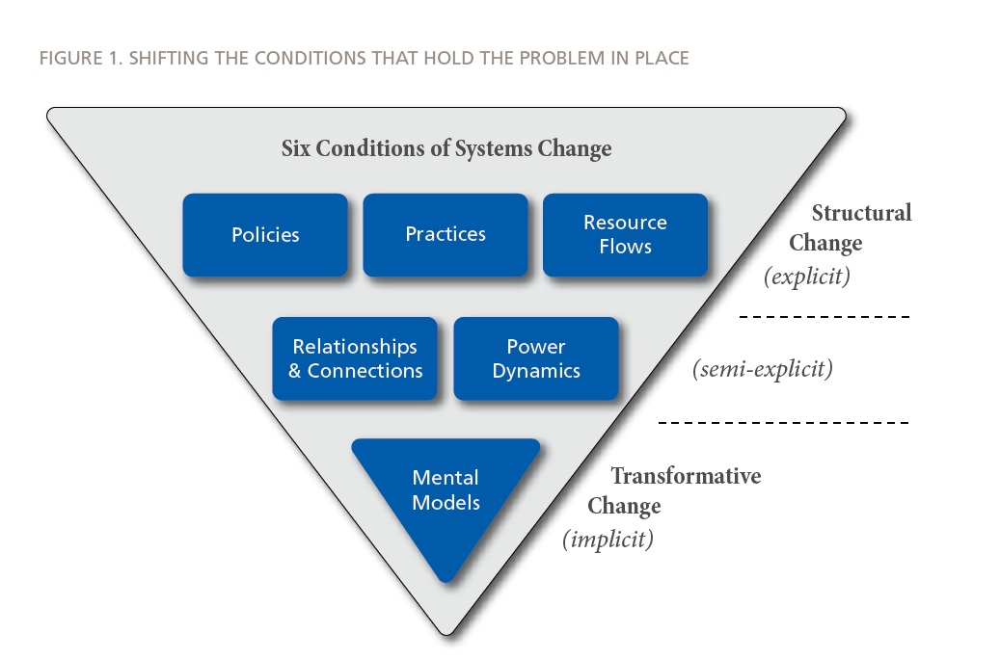 FIGURE 1. SHIFTING THE CONDITIONS THAT HOLD THE PROBLEM IN PLACE
Six Conditions of Systems Change
Policies
Practices
Resource
Flows
Structural
Change
(explicit)
Relationships
& Connections
Power
Dynamics
(semi-explicit)
Mental
Models
Transformative
Change
(implicit)